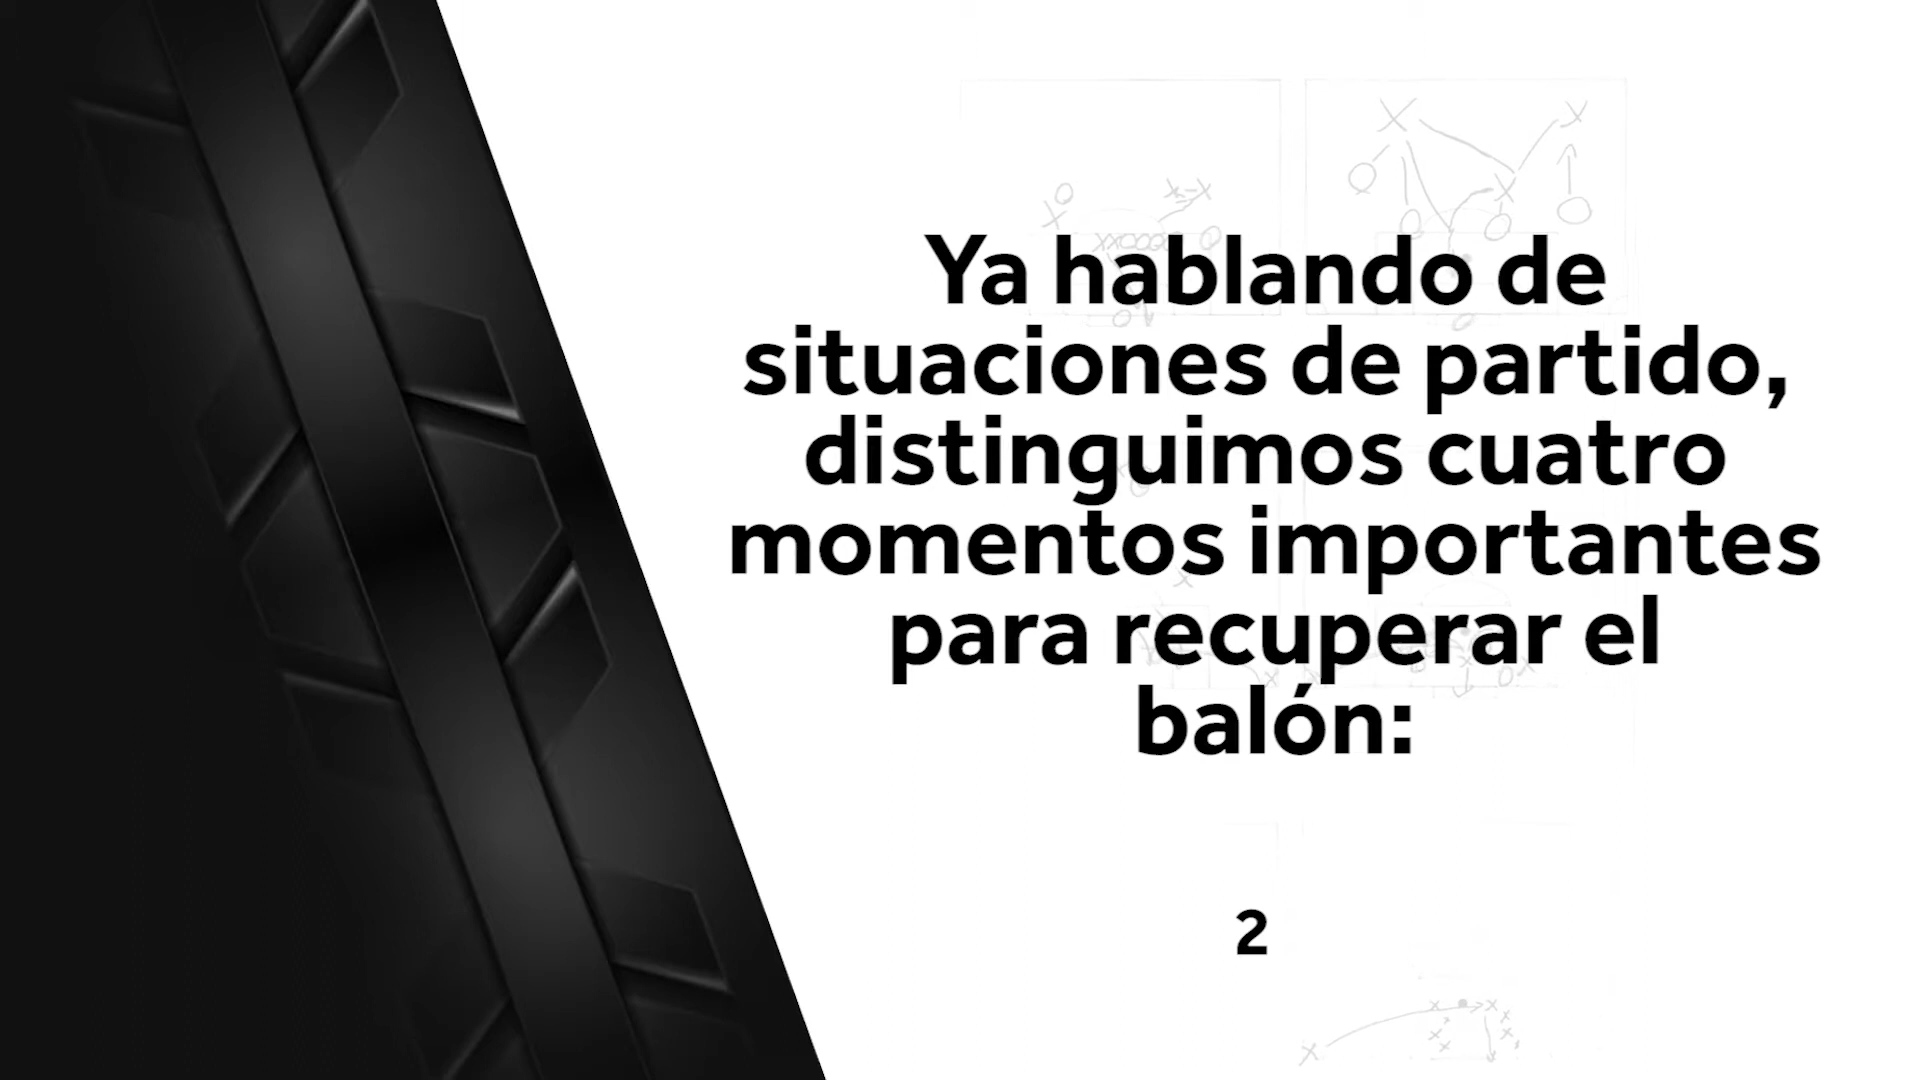 Ya hablando de
situaciones de partido,
distinguimos cuatro
momentos importantes
para recuperar el
balón:
2